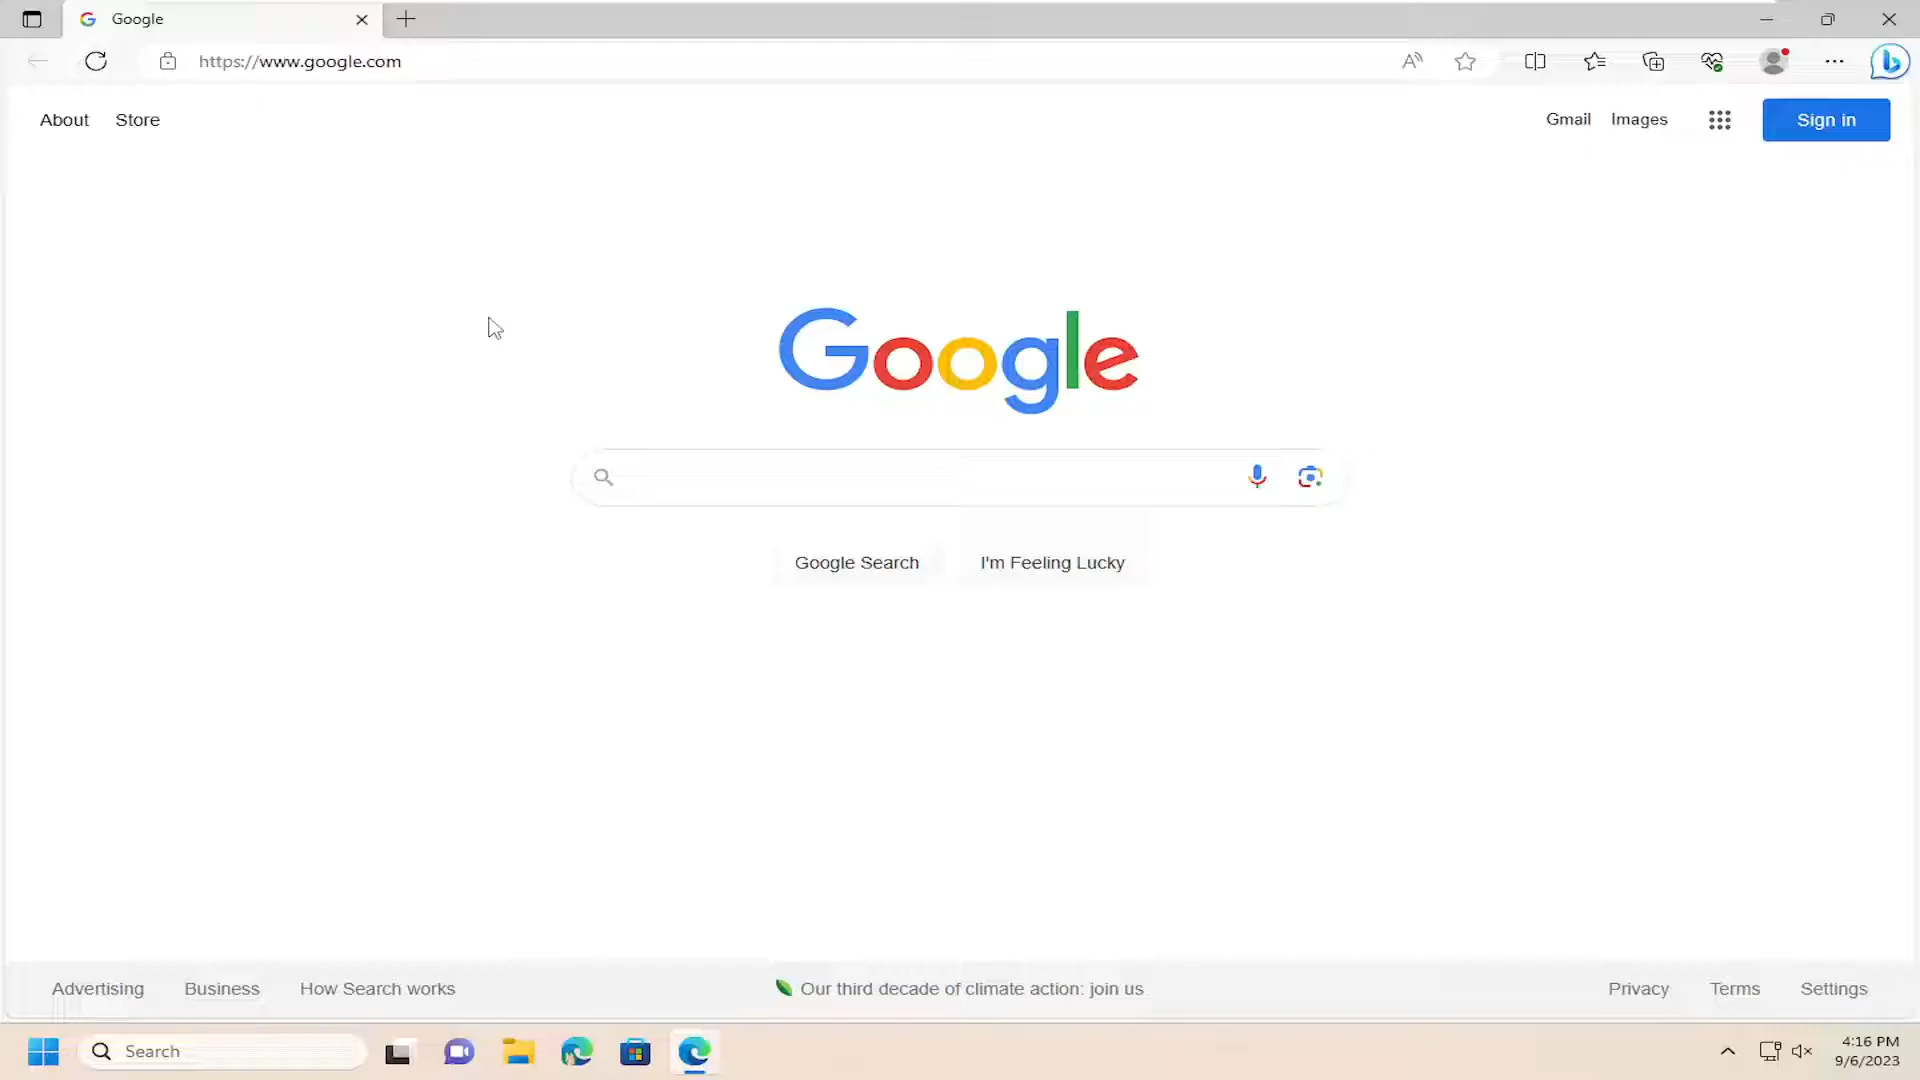 Google
https://www.google.com
About Store
Gmail Images Sign in
Google
Google Search I'm Feeling Lucky
Advertising Business How Search works
Our third decade of climate action: join us
Privacy Terms Settings
Search
4:16 PM
9/6/2023